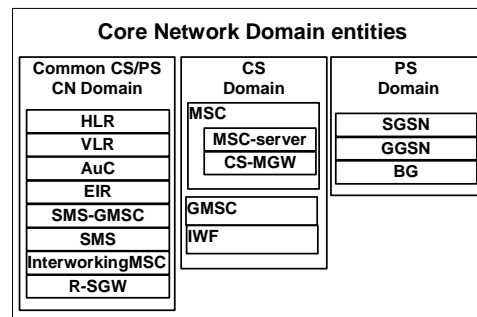 Core Network Domain entities
Common CS/PS
CN Domain
HLR
VLR
AuC
EIR
SMS-GMSC
SMS
InterworkingMSC
R-SGW
CS
Domain
MSC
MSC-server
CS-MGW
GMSC
IWF
PS
Domain
SGSN
GGSN
BG